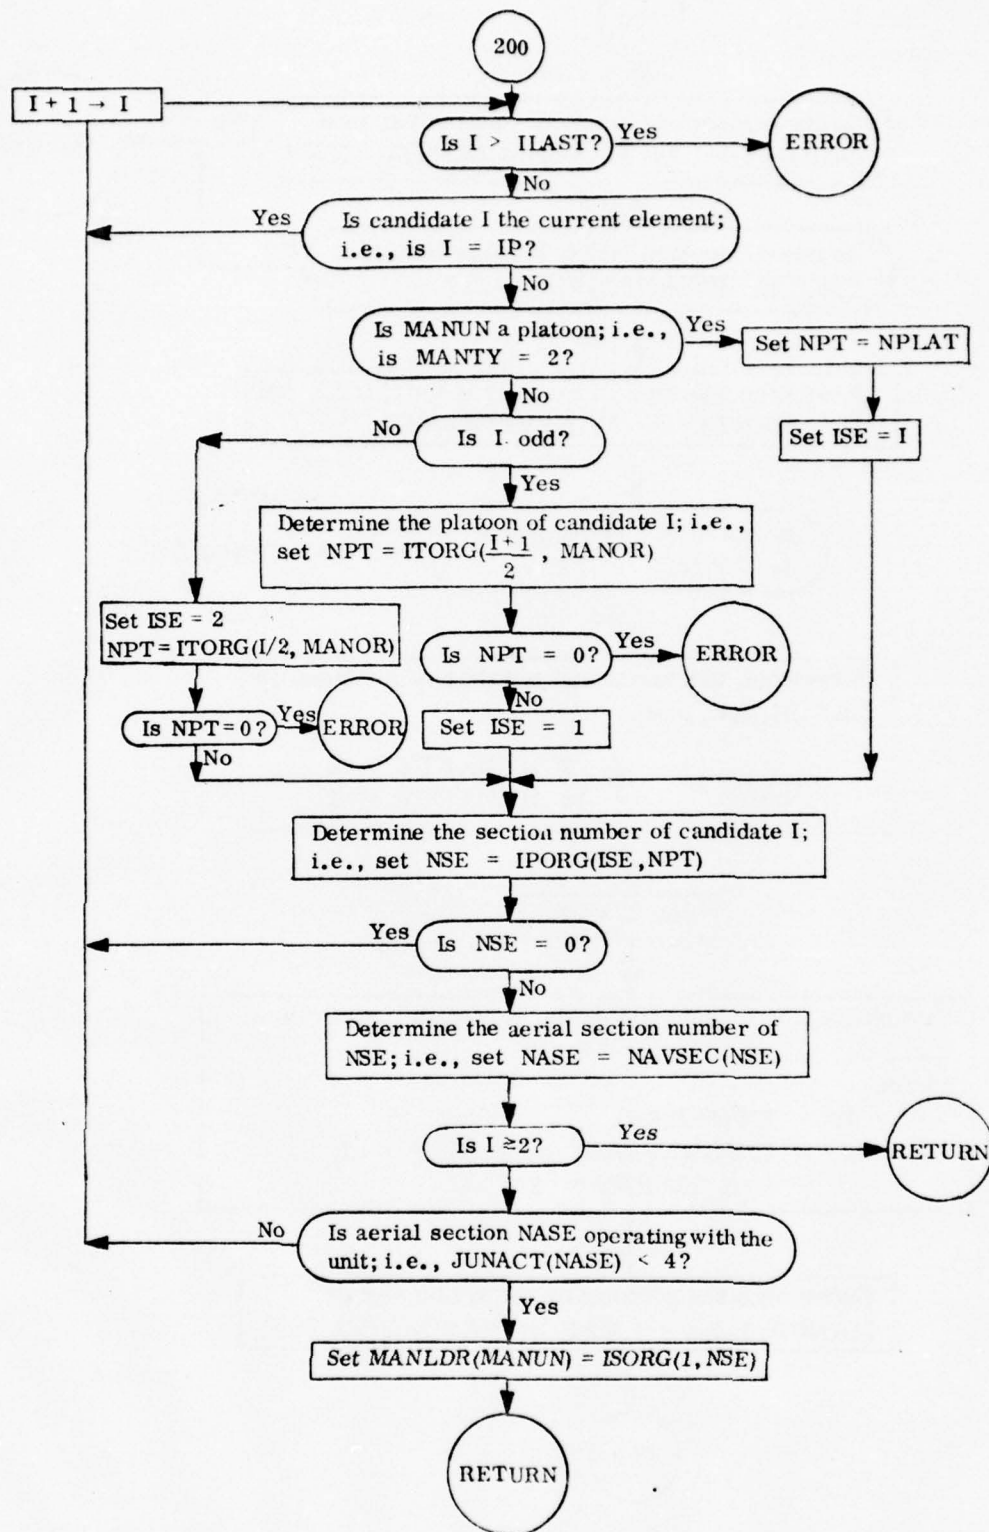 200
I + 1 → I
Is I > ILAST?
Yes
ERROR
No
Yes
Is candidate I the current element;
i.e., is I = IP?
No
Is MANUN a platoon; i.e.,
is MANTY = 2?
Yes
Set NPT = NPLAT
No
Set ISE = I
No
Is I odd?
Yes
Determine the platoon of candidate I; i.e.,
set NPT = ITORG(I+1/2, MANOR)
Set ISE = 2
NPT = ITORG(I/2, MANOR)
Is NPT = 0?
Yes
ERROR
No
Is NPT = 0?
Yes
ERROR
Set ISE = 1
No
Determine the section number of candidate I;
i.e., set NSE = IPORG(ISE,NPT)
Yes
Is NSE = 0?
No
Determine the aerial section number of
NSE; i.e., set NASE = NAVSEC(NSE)
Is I ≥2?
Yes
RETURN
No
Is aerial section NASE operating with the
unit; i.e., JUNACT(NASE) < 4?
Yes
Set MANLDR(MANUN) = ISORG(1, NSE)
RETURN